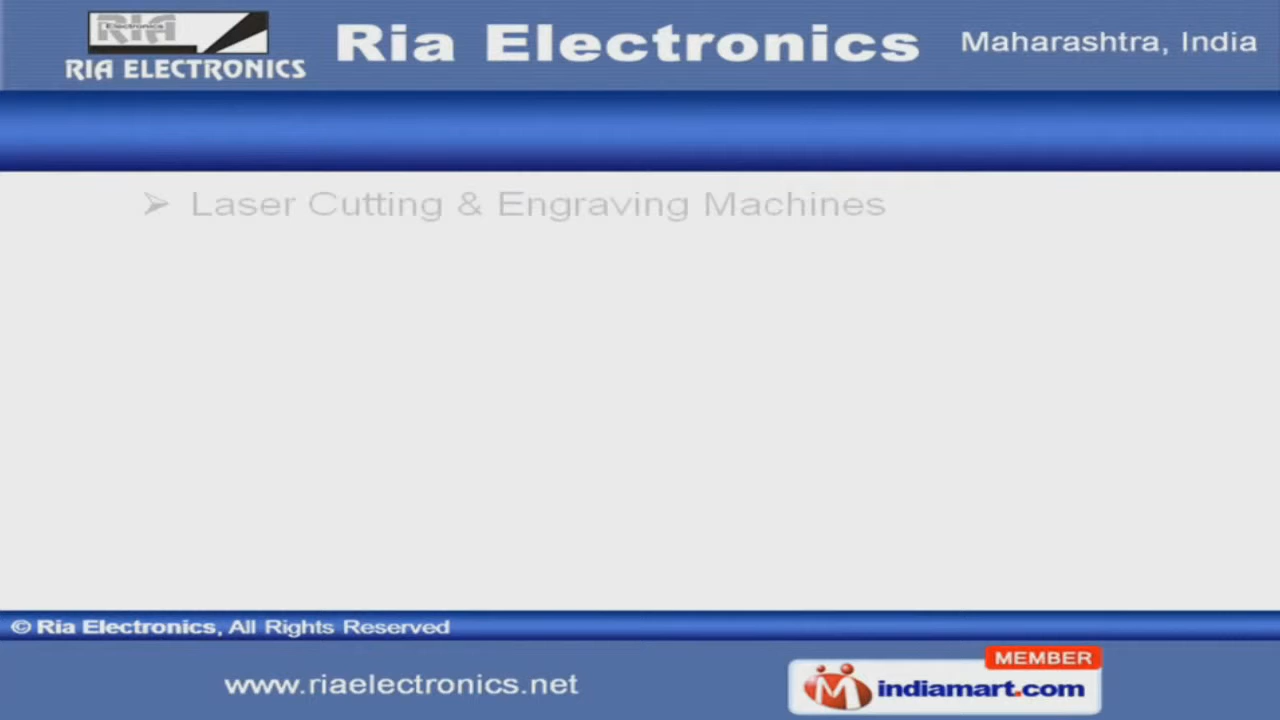 RIA
Electronics
RIA ELECTRONICS
Ria Electronics
Maharashtra, India
➢ Laser Cutting & Engraving Machines
© Ria Electronics, All Rights Reserved
www.riaelectronics.net
MEMBER
indiamart.com